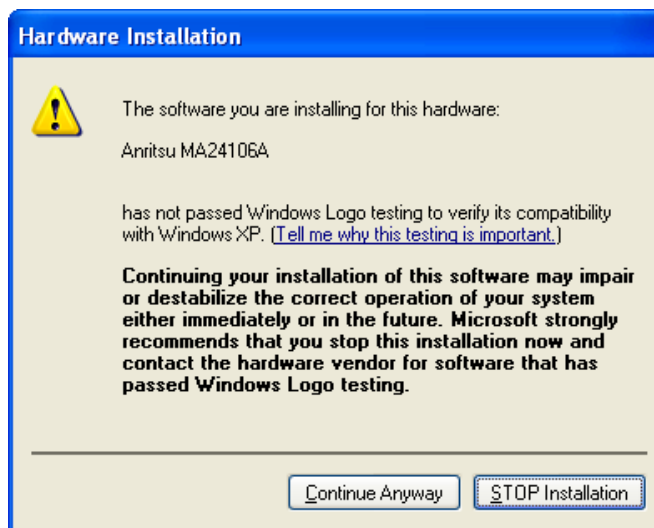 Hardware Installation
The software you are installing for this hardware:
Anritsu MA24106A
has not passed Windows Logo testing to verify its compatibility
with Windows XP. (Tell me why this testing is important.)
Continuing your installation of this software may impair
or destabilize the correct operation of your system
either immediately or in the future. Microsoft strongly
recommends that you stop this installation now and
contact the hardware vendor for software that has
passed Windows Logo testing.
Continue Anyway
STOP Installation